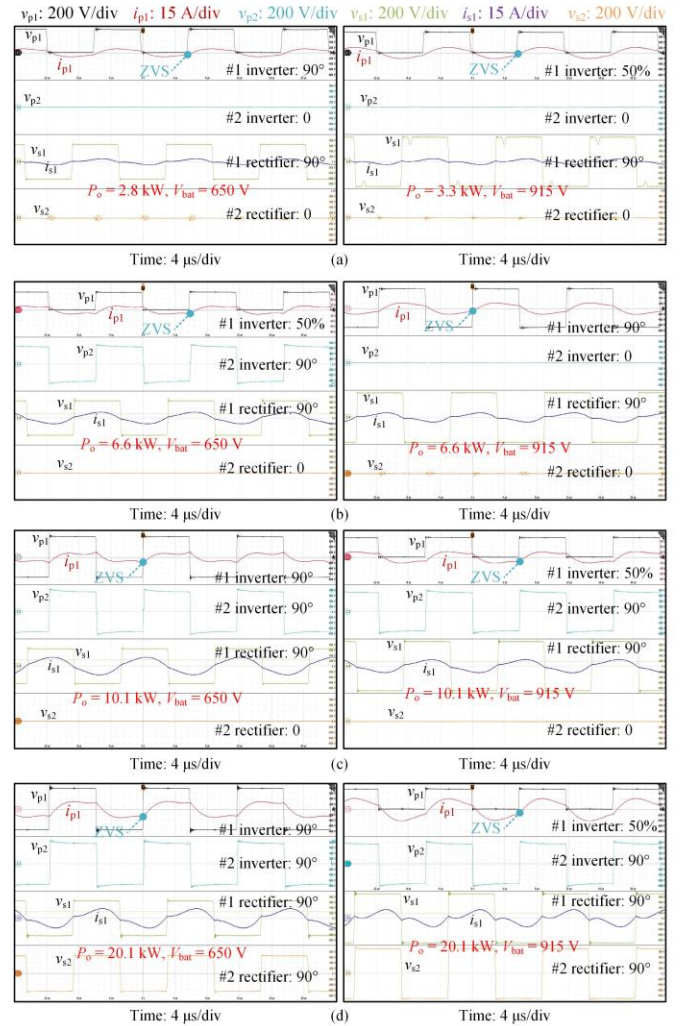 vp1: 200 V/div ip1: 15 A/div vp2: 200 V/div vs1: 200 V/div is1: 15 A/div vs2: 200 V/div
vp1
ip1
ZVS
#1 inverter: 90°
vp2
#2 inverter: 0
vs1
is1
#1 rectifier: 90°
Po = 2.8 kW, Vbat = 650 V
vs2
#2 rectifier: 0
Time: 4 μs/div
vp1
ip1
ZVS
#1 inverter: 50%
vp2
#2 inverter: 0
vs1
is1
#1 rectifier: 90°
Po = 3.3 kW, Vbat = 915 V
vs2
#2 rectifier: 0
Time: 4 μs/div
(a)
vp1
ip1
ZVS
#1 inverter: 50%
vp2
#2 inverter: 90°
vs1
is1
#1 rectifier: 90°
Po = 6.6 kW, Vbat = 650 V
vs2
#2 rectifier: 0
Time: 4 μs/div
vp1
ip1
ZVS
#1 inverter: 90°
vp2
#2 inverter: 0
vs1
is1
#1 rectifier: 90°
Po = 6.6 kW, Vbat = 915 V
vs2
#2 rectifier: 0
Time: 4 μs/div
(b)
vp1
ip1
ZVS
#1 inverter: 90°
vp2
#2 inverter: 90°
vs1
is1
#1 rectifier: 90°
Po = 10.1 kW, Vbat = 650 V
vs2
#2 rectifier: 0
Time: 4 μs/div
vp1
ip1
ZVS
#1 inverter: 50%
vp2
#2 inverter: 90°
vs1
is1
#1 rectifier: 90°
Po = 10.1 kW, Vbat = 915 V
vs2
#2 rectifier: 0
Time: 4 μs/div
(c)
vp1
ip1
ZVS
#1 inverter: 90°
vp2
#2 inverter: 90°
vs1
is1
#1 rectifier: 90°
Po = 20.1 kW, Vbat = 650 V
vs2
#2 rectifier: 90°
Time: 4 μs/div
vp1
ip1
ZVS
#1 inverter: 50%
vp2
#2 inverter: 90°
vs1
is1
#1 rectifier: 90°
Po = 20.1 kW, Vbat = 915 V
vs2
#2 rectifier: 90°
Time: 4 μs/div
(d)